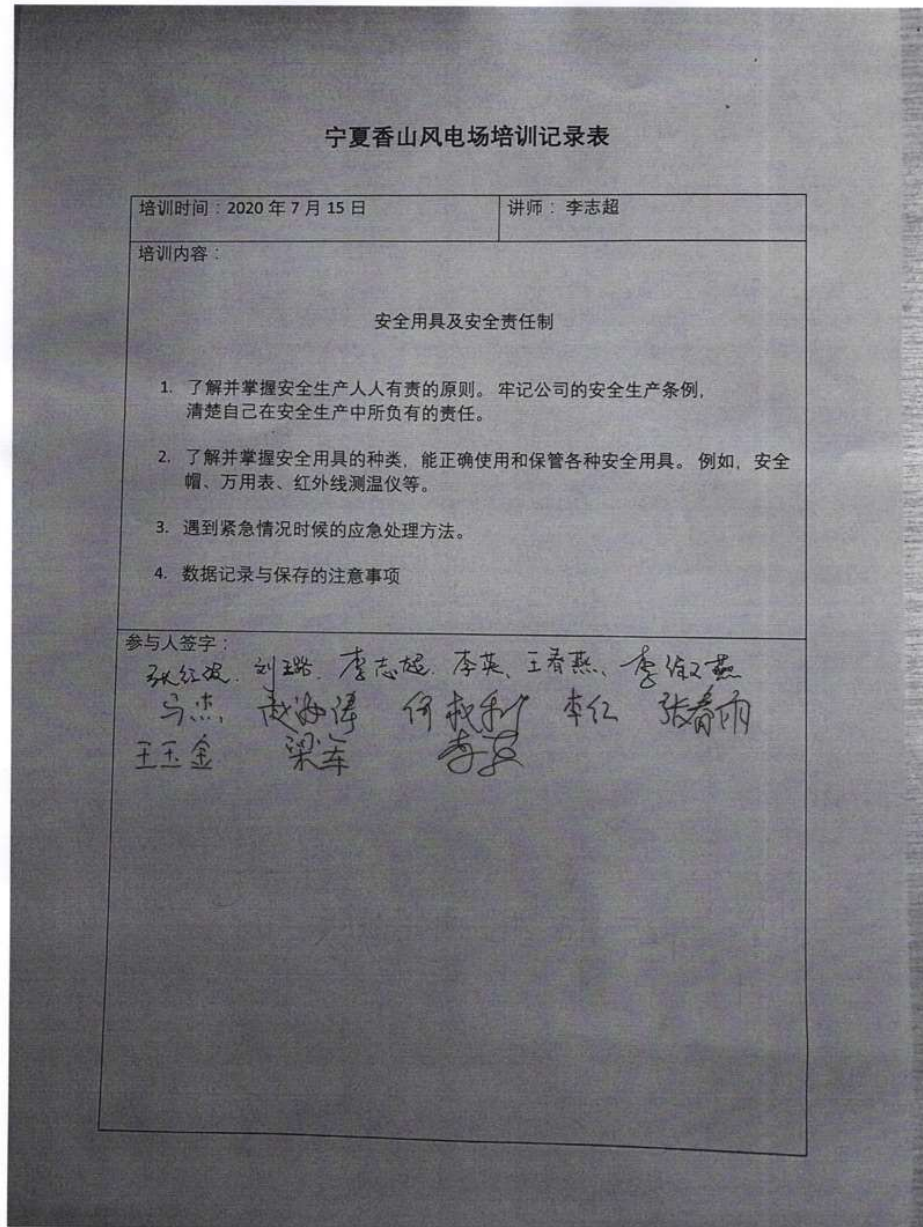 宁夏香山风电场培训记录表
培训时间：2020 年 7 月 15 日 讲师： 李志超
培训内容：
安全用具及安全责任制
1. 了解并掌握安全生产人人有责的原则。 牢记公司的安全生产条例,
清楚自己在安全生产中所负有的责任。
2. 了解并掌握安全用具的种类, 能正确使用和保管各种安全用具。 例如, 安全
帽、万用表、红外线测温仪等。
3. 遇到紧急情况时候的应急处理方法。
4. 数据记录与保存的注意事项
参与人签字：
刘璐. 李志超. 李英、王春燕、
马杰, 赵海涛 李红 张春雨
王玉金 梁军